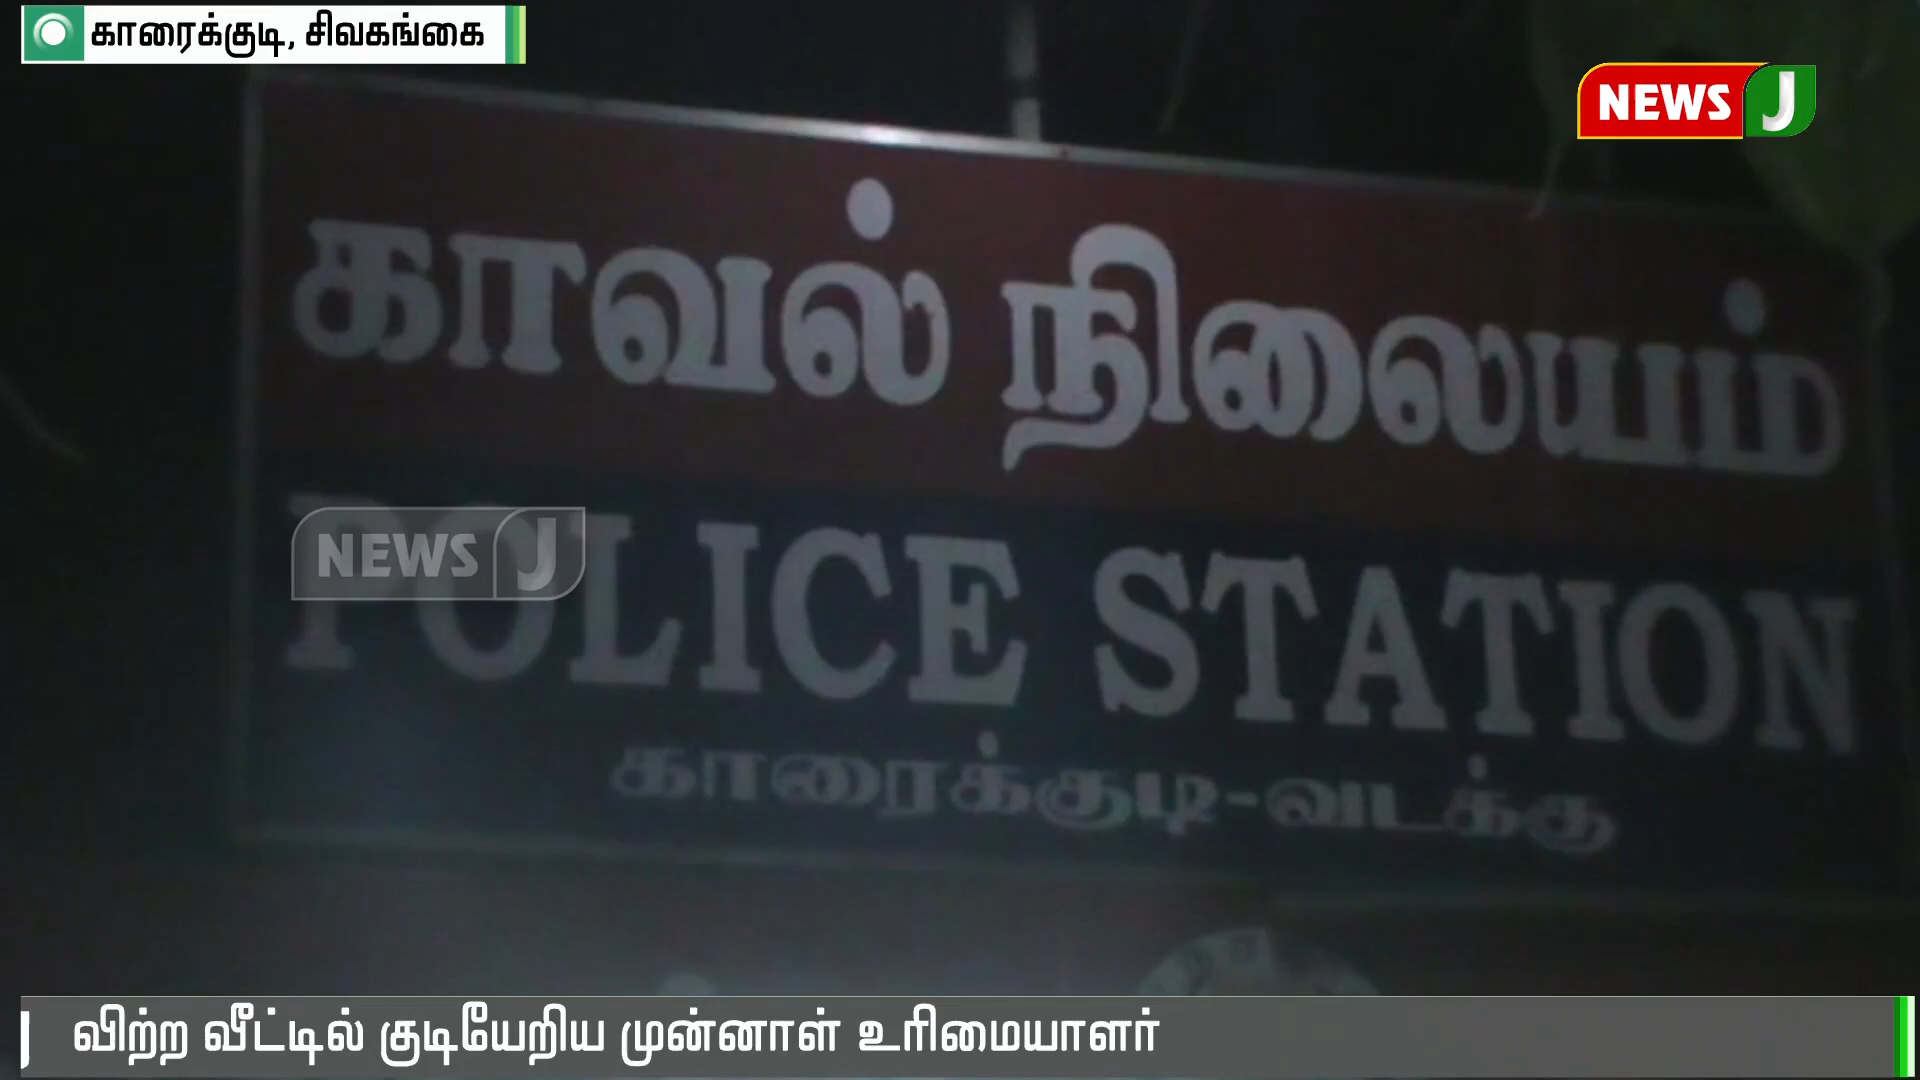 காரைக்குடி, சிவகங்கை
NEWS J
காவல் நிலையம்
NEWS J
POLICE STATION
காரைக்குடி-வடக்கு
விற்ற வீட்டில் குடியேறிய முன்னாள் உரிமையாளர்